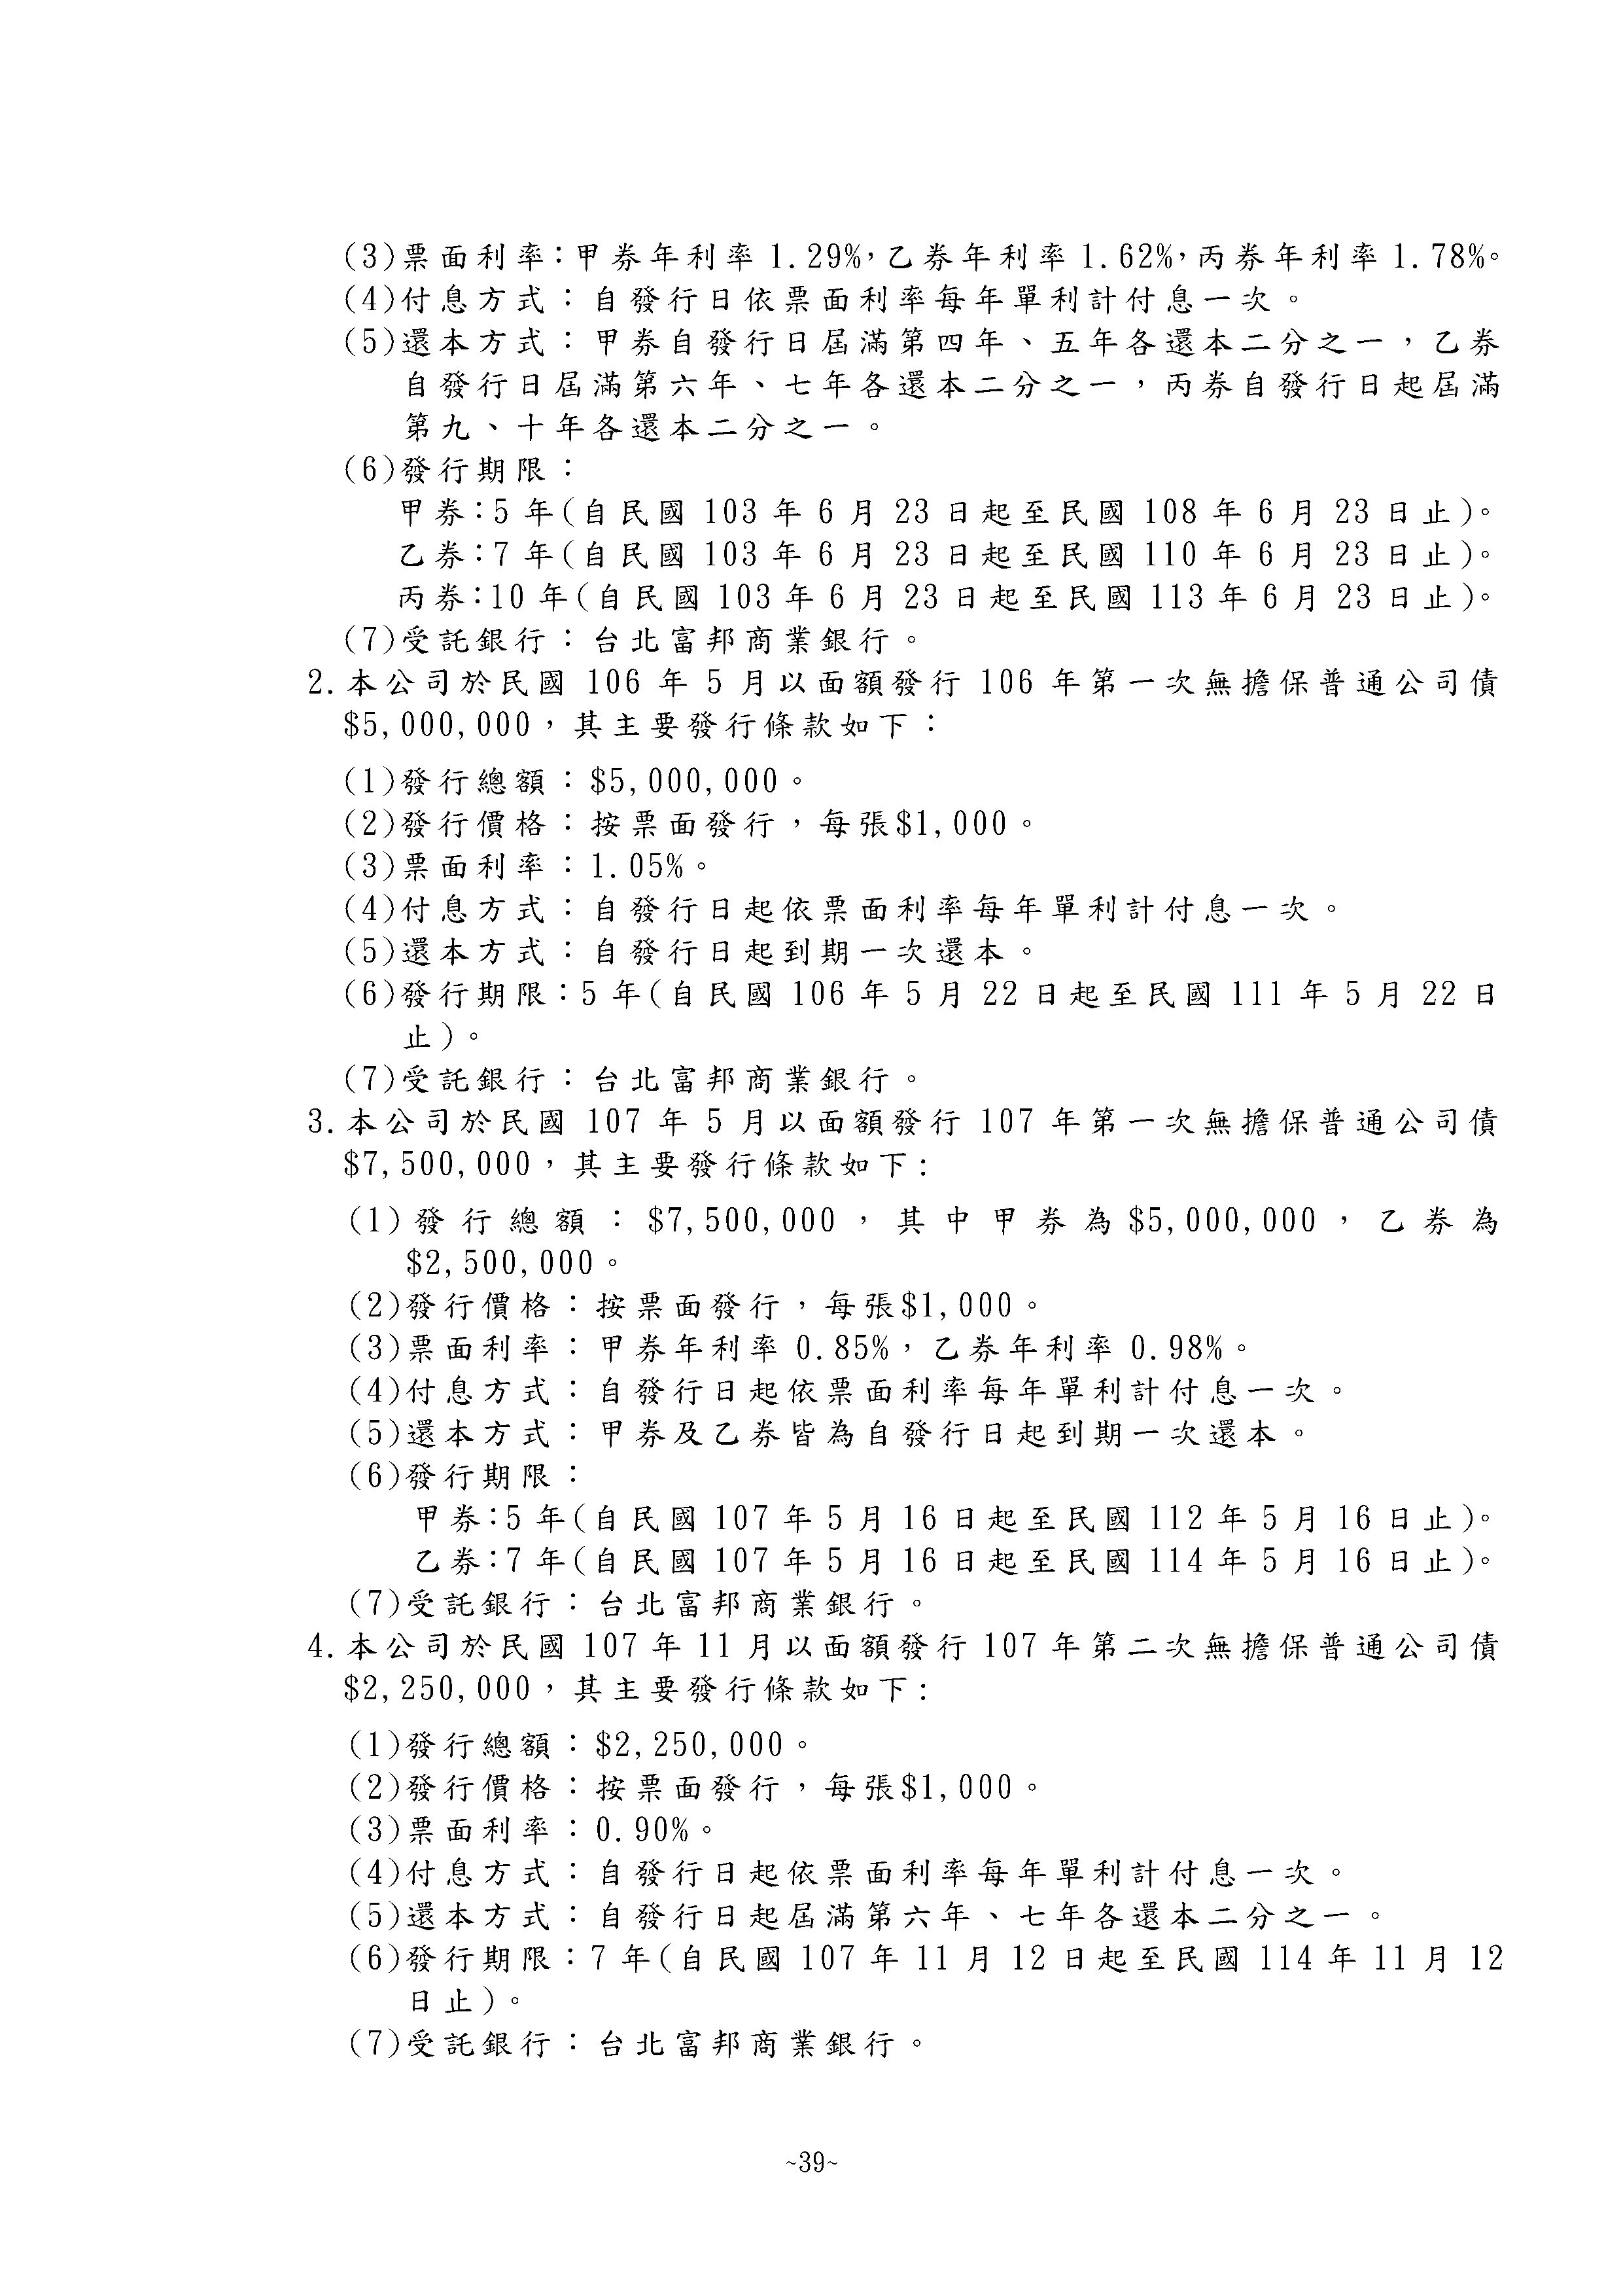 (3)票面利率：甲券年利率 1.29%，乙券年利率 1.62%，丙券年利率 1.78%。
(4)付息方式：自發行日依票面利率每年單利計付息一次。
(5)還本方式：甲券自發行日屆滿第四年、五年各還本二分之一，乙券
自發行日屆滿第六年、七年各還本二分之一，丙券自發行日起屆滿
第九、十年各還本二分之一。
(6)發行期限：
甲券：5 年(自民國 103 年 6 月 23 日起至民國 108 年 6 月 23 日止)。
乙券：7 年(自民國 103 年 6 月 23 日起至民國 110 年 6 月 23 日止)。
丙券：10 年(自民國 103 年 6 月 23 日起至民國 113 年 6 月 23 日止)。
(7)受託銀行：台北富邦商業銀行。
2.本公司於民國 106 年 5 月以面額發行 106 年第一次無擔保普通公司債
$5,000,000，其主要發行條款如下：
(1)發行總額：$5,000,000。
(2)發行價格：按票面發行，每張$1,000。
(3)票面利率：1.05%。
(4)付息方式：自發行日起依票面利率每年單利計付息一次。
(5)還本方式：自發行日起到期一次還本。
(6)發行期限：5 年(自民國 106 年 5 月 22 日起至民國 111 年 5 月 22 日
止)。
(7)受託銀行：台北富邦商業銀行。
3.本公司於民國 107 年 5 月以面額發行 107 年第一次無擔保普通公司債
$7,500,000，其主要發行條款如下:
(1)發行總額：$7,500,000，其中甲券為$5,000,000，乙券為
$2,500,000。
(2)發行價格：按票面發行，每張$1,000。
(3)票面利率：甲券年利率 0.85%，乙券年利率 0.98%。
(4)付息方式：自發行日起依票面利率每年單利計付息一次。
(5)還本方式：甲券及乙券皆為自發行日起到期一次還本。
(6)發行期限：
甲券：5 年(自民國 107 年 5 月 16 日起至民國 112 年 5 月 16 日止)。
乙券：7 年(自民國 107 年 5 月 16 日起至民國 114 年 5 月 16 日止)。
(7)受託銀行：台北富邦商業銀行。
4.本公司於民國 107 年 11 月以面額發行 107 年第二次無擔保普通公司債
$2,250,000，其主要發行條款如下:
(1)發行總額：$2,250,000。
(2)發行價格：按票面發行，每張$1,000。
(3)票面利率：0.90%。
(4)付息方式：自發行日起依票面利率每年單利計付息一次。
(5)還本方式：自發行日起屆滿第六年、七年各還本二分之一。
(6)發行期限：7 年(自民國 107 年 11 月 12 日起至民國 114 年 11 月 12
日止)。
(7)受託銀行：台北富邦商業銀行。
~39~